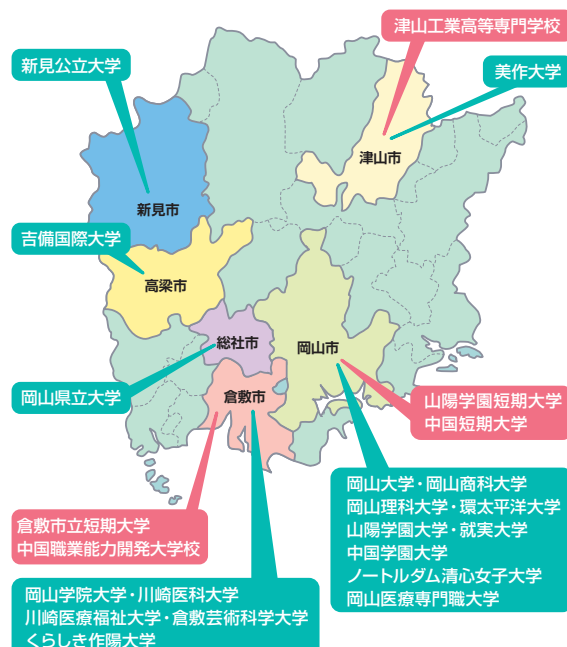 津山工業高等専門学校
新見公立大学
美作大学
津山市
新見市
吉備国際大学
高梁市
総社市
岡山市
岡山県立大学
倉敷市
山陽学園短期大学
中国短期大学
岡山大学・岡山商科大学
岡山理科大学・環太平洋大学
山陽学園大学・就実大学
中国学園大学
ノートルダム清心女子大学
岡山医療専門職大学
倉敷市立短期大学
中国職業能力開発大学校
岡山学院大学・川崎医科大学
川崎医療福祉大学・倉敷芸術科学大学
くらしき作陽大学